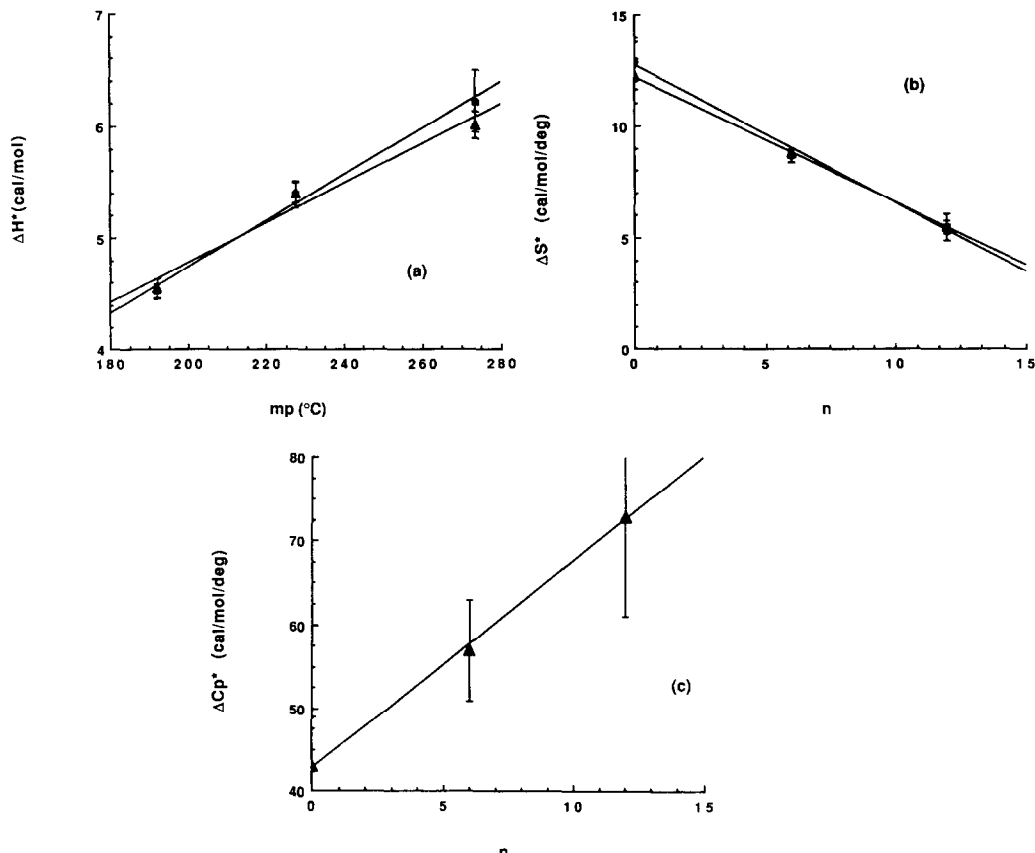 7
6
5
4
ΔH*(cal/mol)
180 200 220 240 260 280
mp (°C)
(a)
15
10
5
0
ΔS* (cal/mol/deg)
0 5 10 15
n
(b)
80
70
60
50
40
ΔCp* (cal/mol/deg)
0 5 10 15
n
(c)